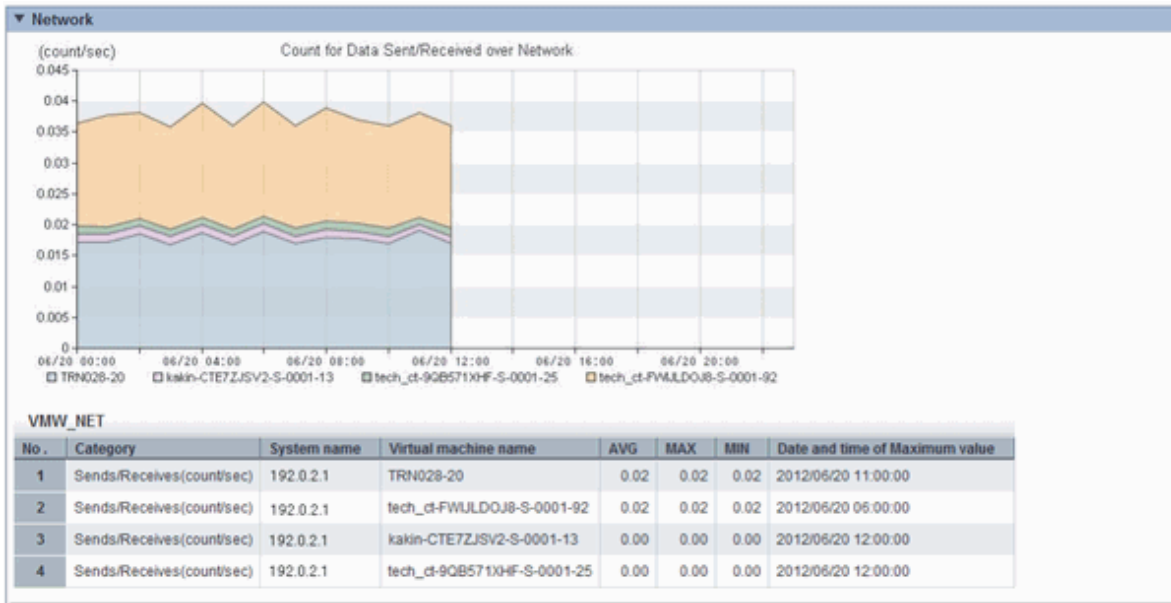 ▼ Network
(count/sec) Count for Data Sent/Received over Network
0.045
0.04
0.035
0.03
0.025
0.02
0.015
0.01
0.005
0
06/20 00:00 06/20 04:00 06/20 08:00 06/20 12:00 06/20 16:00 06/20 20:00
TRN028-20 kakin-CTE7ZJSV2-S-0001-13 tech_ct-9QB571XHF-S-0001-25 tech_ct-FWIJLDOJ8-S-0001-92
VMW_NET
No. Category System name Virtual machine name AVG MAX MIN Date and time of Maximum value
1 Sends/Receives(count/sec) 192.0.2.1 TRN028-20 0.02 0.02 0.02 2012/06/20 11:00:00
2 Sends/Receives(count/sec) 192.0.2.1 tech_ct-FWIJLDOJ8-S-0001-92 0.02 0.02 0.02 2012/06/20 06:00:00
3 Sends/Receives(count/sec) 192.0.2.1 kakin-CTE7ZJSV2-S-0001-13 0.00 0.00 0.00 2012/06/20 12:00:00
4 Sends/Receives(count/sec) 192.0.2.1 tech_ct-9QB571XHF-S-0001-25 0.00 0.00 0.00 2012/06/20 12:00:00